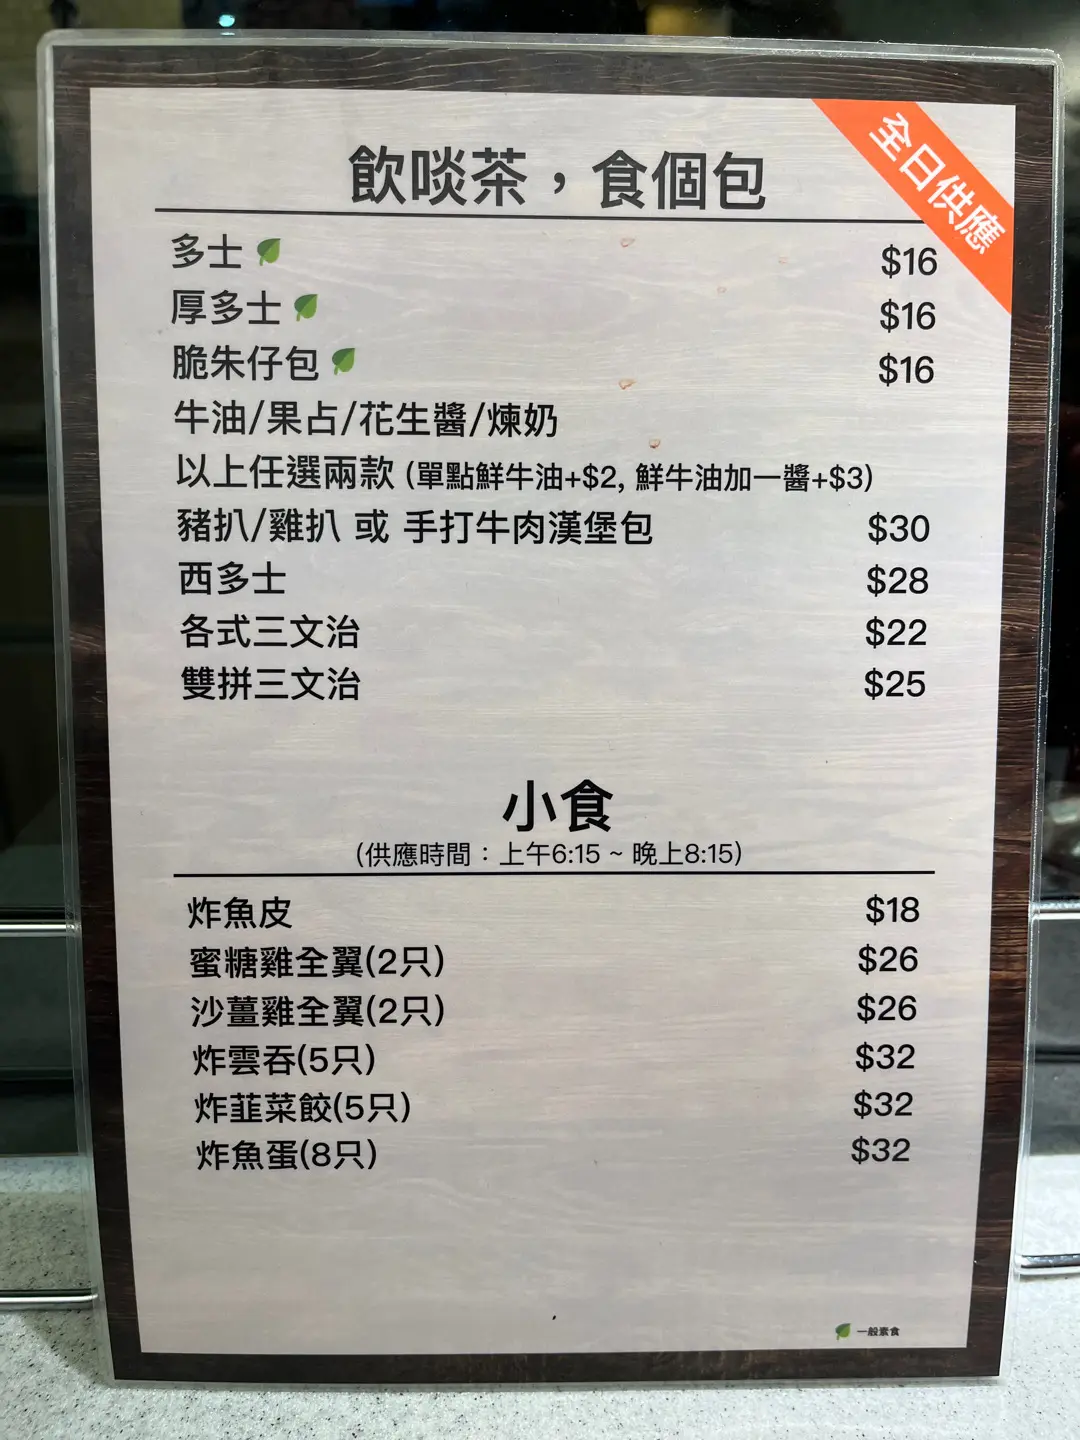 飲啖茶，食個包
全日供應
多士 $16
厚多士 $16
脆朱仔包 $16
牛油/果占/花生醬/煉奶
以上任選兩款 (單點鮮牛油+$2, 鮮牛油加一醬+$3)
豬扒/雞扒 或 手打牛肉漢堡包 $30
西多士 $28
各式三文治 $22
雙拼三文治 $25
小食
(供應時間：上午6:15 ~ 晚上8:15)
炸魚皮 $18
蜜糖雞全翼(2只) $26
沙薑雞全翼(2只) $26
炸雲吞(5只) $32
炸韮菜餃(5只) $32
炸魚蛋(8只) $32
一般素食